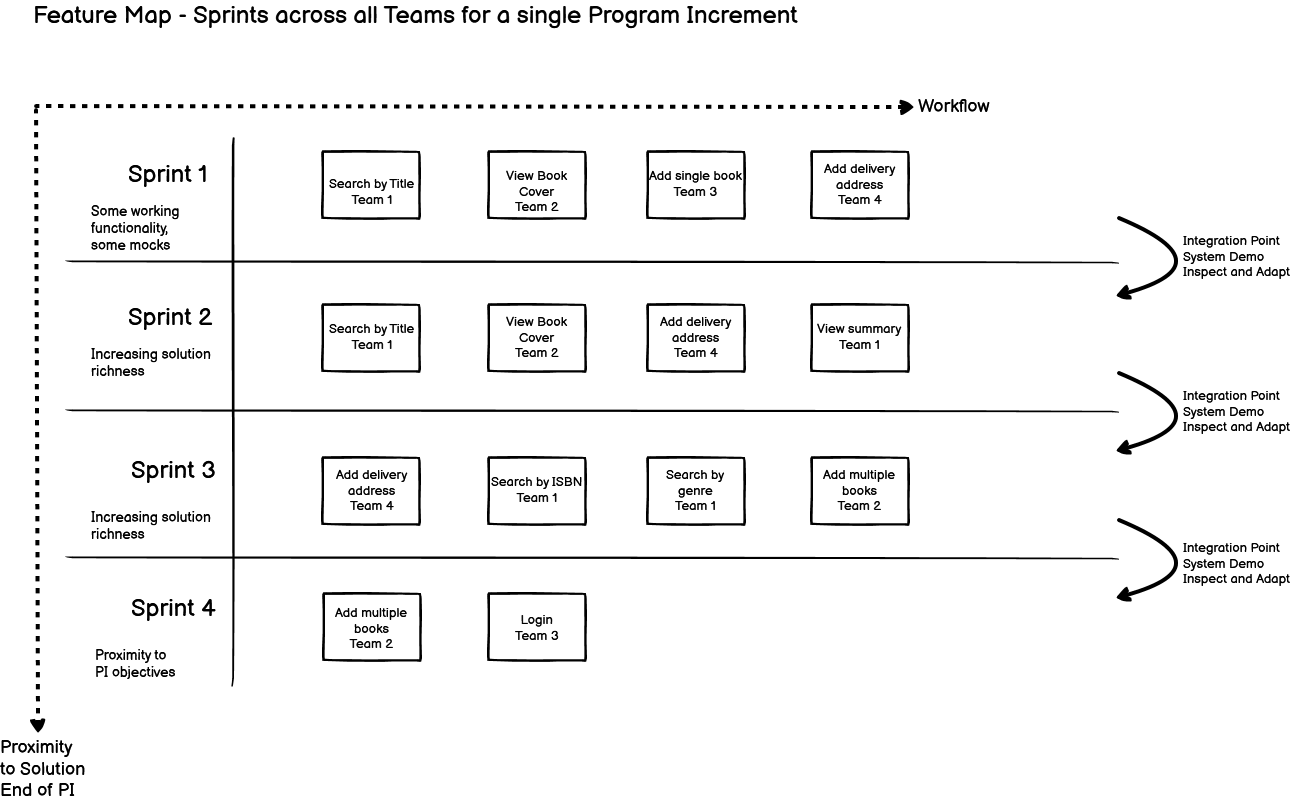 Feature Map - Sprints across all Teams for a single Program Increment
Workflow
Sprint 1
Some working
functionality,
some mocks
Search by Title
Team 1
View Book
Cover
Team 2
Add single book
Team 3
Add delivery
address
Team 4
Integration Point
System Demo
Inspect and Adapt
Sprint 2
Increasing solution
richness
Search by Title
Team 1
View Book
Cover
Team 2
Add delivery
address
Team 4
View summary
Team 1
Integration Point
System Demo
Inspect and Adapt
Sprint 3
Increasing solution
richness
Add delivery
address
Team 4
Search by ISBN
Team 1
Search by
genre
Team 1
Add multiple
books
Team 2
Integration Point
System Demo
Inspect and Adapt
Sprint 4
Proximity to
PI objectives
Add multiple
books
Team 2
Login
Team 3
Proximity
to Solution
End of PI